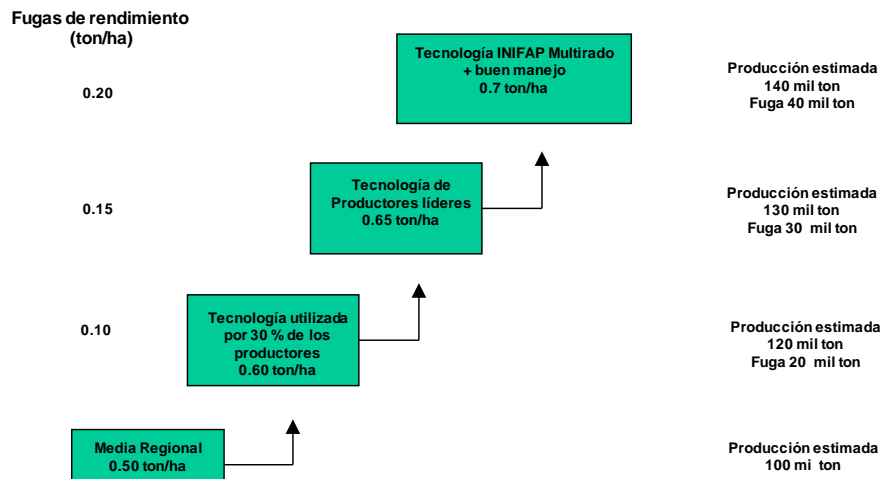 Fugas de rendimiento
(ton/ha)
Tecnología INIFAP Multirado
+ buen manejo
0.7 ton/ha
0.20
Producción estimada
140 mil ton
Fuga 40 mil ton
Tecnología de
Productores líderes
0.65 ton/ha
0.15
Producción estimada
130 mil ton
Fuga 30 mil ton
Tecnología utilizada
por 30 % de los
productores
0.60 ton/ha
0.10
Producción estimada
120 mil ton
Fuga 20 mil ton
Media Regional
0.50 ton/ha
Producción estimada
100 mi ton